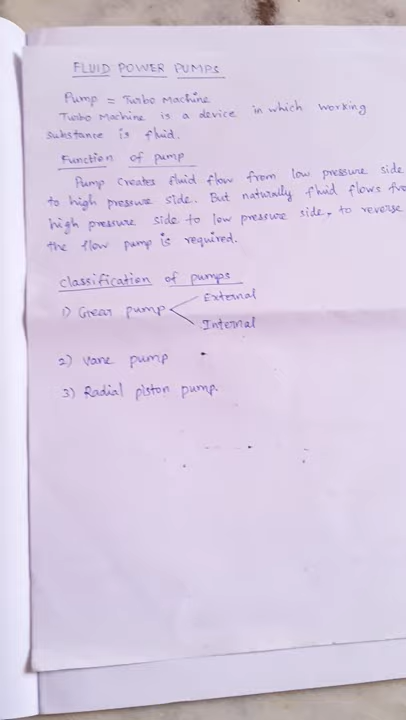 FLUID POWER PUMPS
Pump = Turbo Machine
Turbo Machine is a device in which working
substance is fluid.
Function of pump
Pump creates fluid flow from low pressure side
to high pressure side. But naturally fluid flows
high pressure side to low pressure side, to reverse
the flow pump is required.
Classification of pumps
1) Gear pump External
Internal
2) Vane pump
3) Radial piston pump.